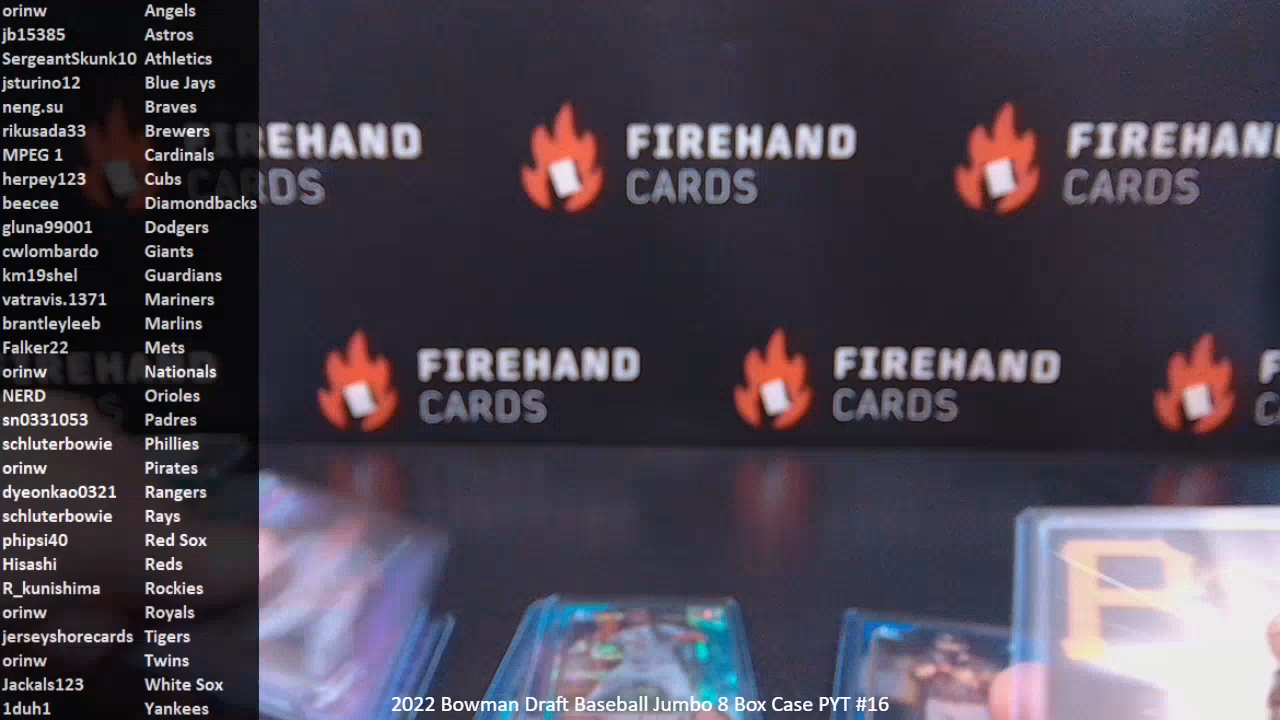 orinw Angels
jb15385 Astros
SergeantSkunk10 Athletics
jsturino12 Blue Jays
neng.su Braves
rikusada33 Brewers
MPEG 1 Cardinals
herpey123 Cubs
beecee Diamondbacks
gluna99001 Dodgers
cwlombardo Giants
km19shel Guardians
vatravis.1371 Mariners
brantleyleeb Marlins
Falker22 Mets
orinw Nationals
NERD Orioles
sn0331053 Padres
schluterbowie Phillies
orinw Pirates
dyeonkao0321 Rangers
schluterbowie Rays
phipsi40 Red Sox
Hisashi Reds
R_kunishima Rockies
orinw Royals
jerseyshorecards Tigers
orinw Twins
Jackals123 White Sox
1duh1 Yankees
FIREHAND
CARDS
FIREHAND
CARDS
FIREHAN
CARDS
FIREHAND
CARDS
FIREHAND
CARDS
B
2022 Bowman Draft Baseball Jumbo 8 Box Case PYT #16